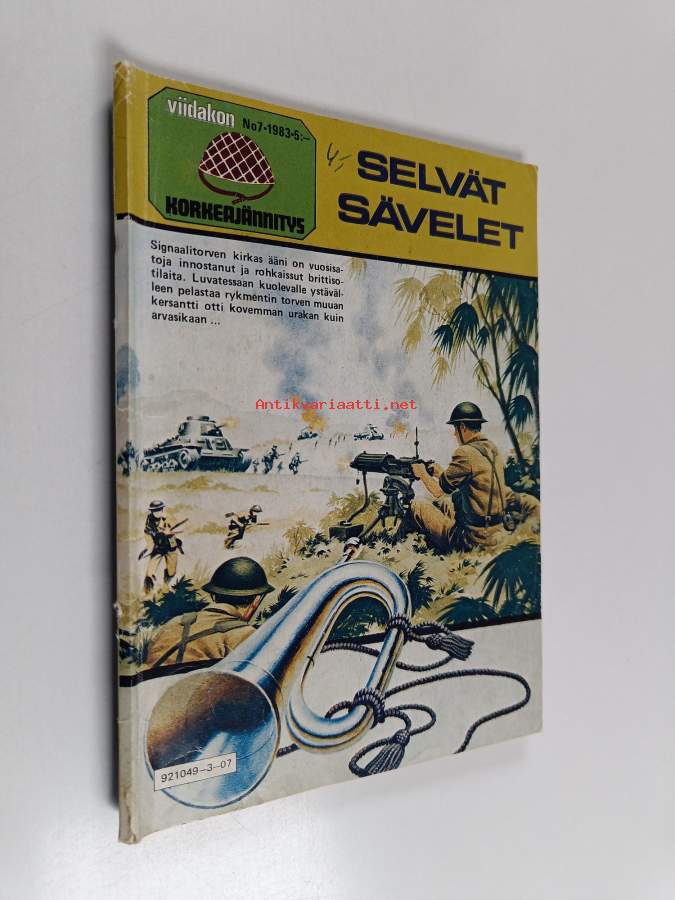 viidakon
No7•1983•5:—
KORKEAJÄNNITYS
4,-
SELVÄT
SÄVELET
Signaalitorven kirkas ääni on vuosisa-
toja innostanut ja rohkaissut brittiso-
tilaita. Luvatessaan kuolevalle ystäväl-
leen pelastaa rykmentin torven muuan
kersantti otti kovemman urakan kuin
arvasikaan ...
Antikvariaatti.net
921049—3—07